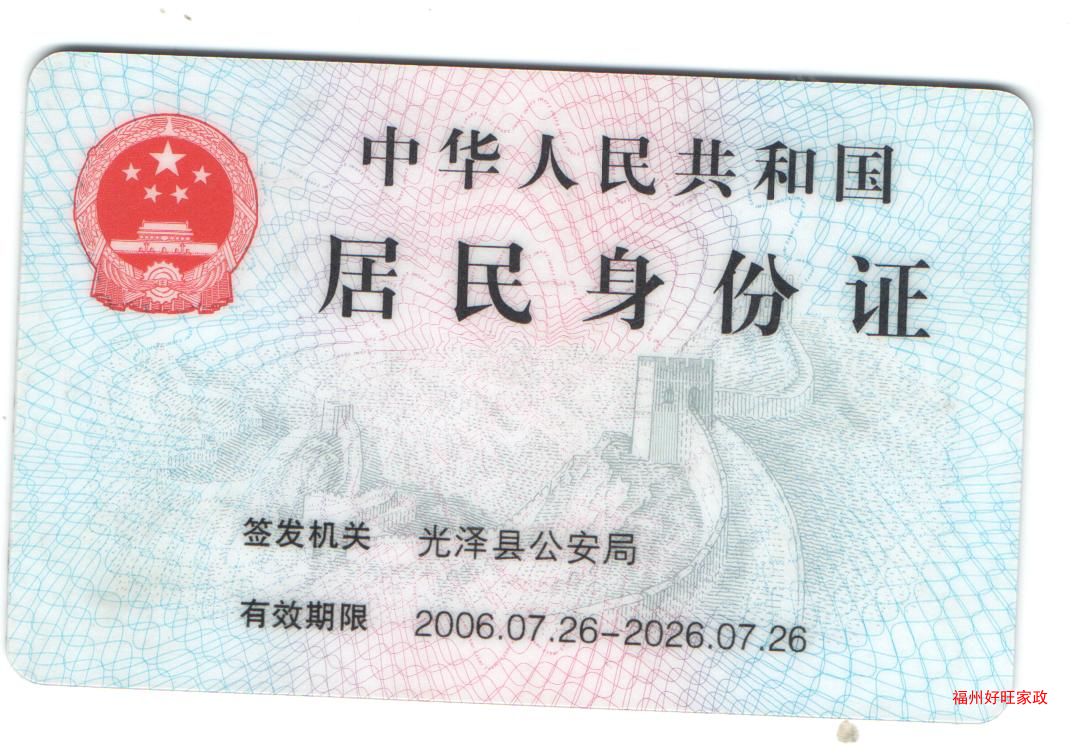 中华人民共和国
居民身份证
签发机关 光泽县公安局
有效期限 2006.07.26-2026.07.26
福州好旺家政